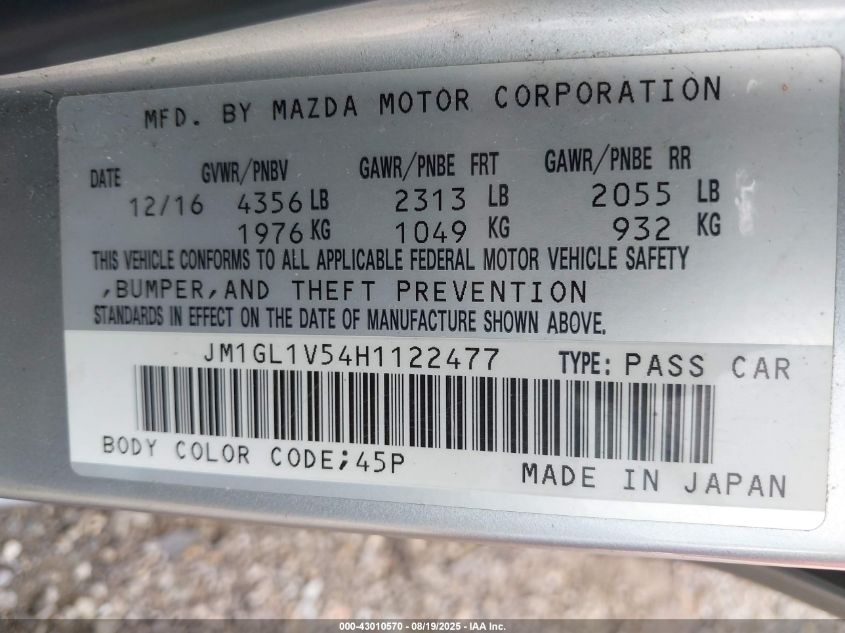 MFD. BY MAZDA MOTOR CORPORATION
DATE GVWR/PNBV GAWR/PNBE FRT GAWR/PNBE RR
12/16 4356 LB 2313 LB 2055 LB
1976 KG 1049 KG 932 KG
THIS VEHICLE CONFORMS TO ALL APPLICABLE FEDERAL MOTOR VEHICLE SAFETY
,BUMPER,AND THEFT PREVENTION
STANDARDS IN EFFECT ON THE DATE OF MANUFACTURE SHOWN ABOVE.
JM1GL1V54H1122477 TYPE: PASS CAR
BODY COLOR CODE;45P
MADE IN JAPAN
000-43010570 - 08/19/2025 - IAA Inc.